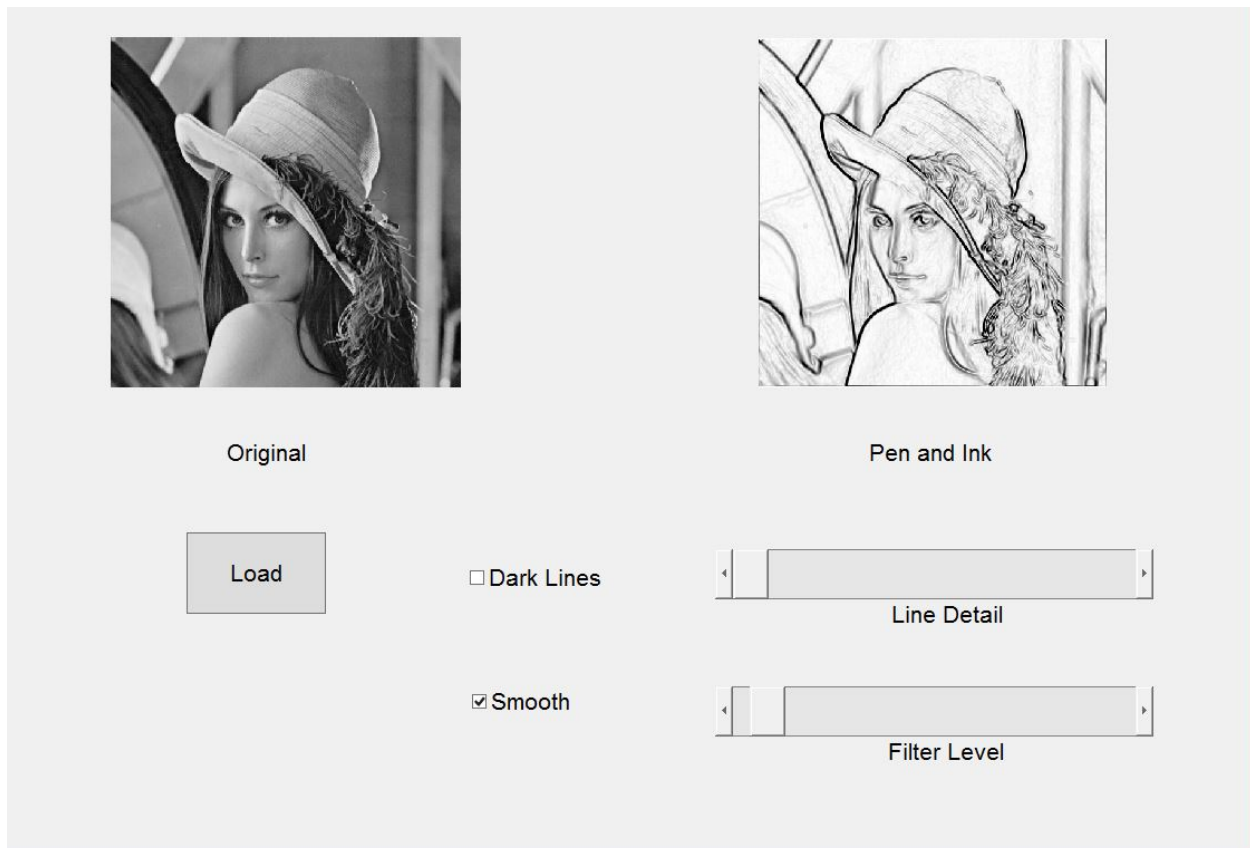 Original
Pen and Ink
Load
Dark Lines
Line Detail
Smooth
Filter Level